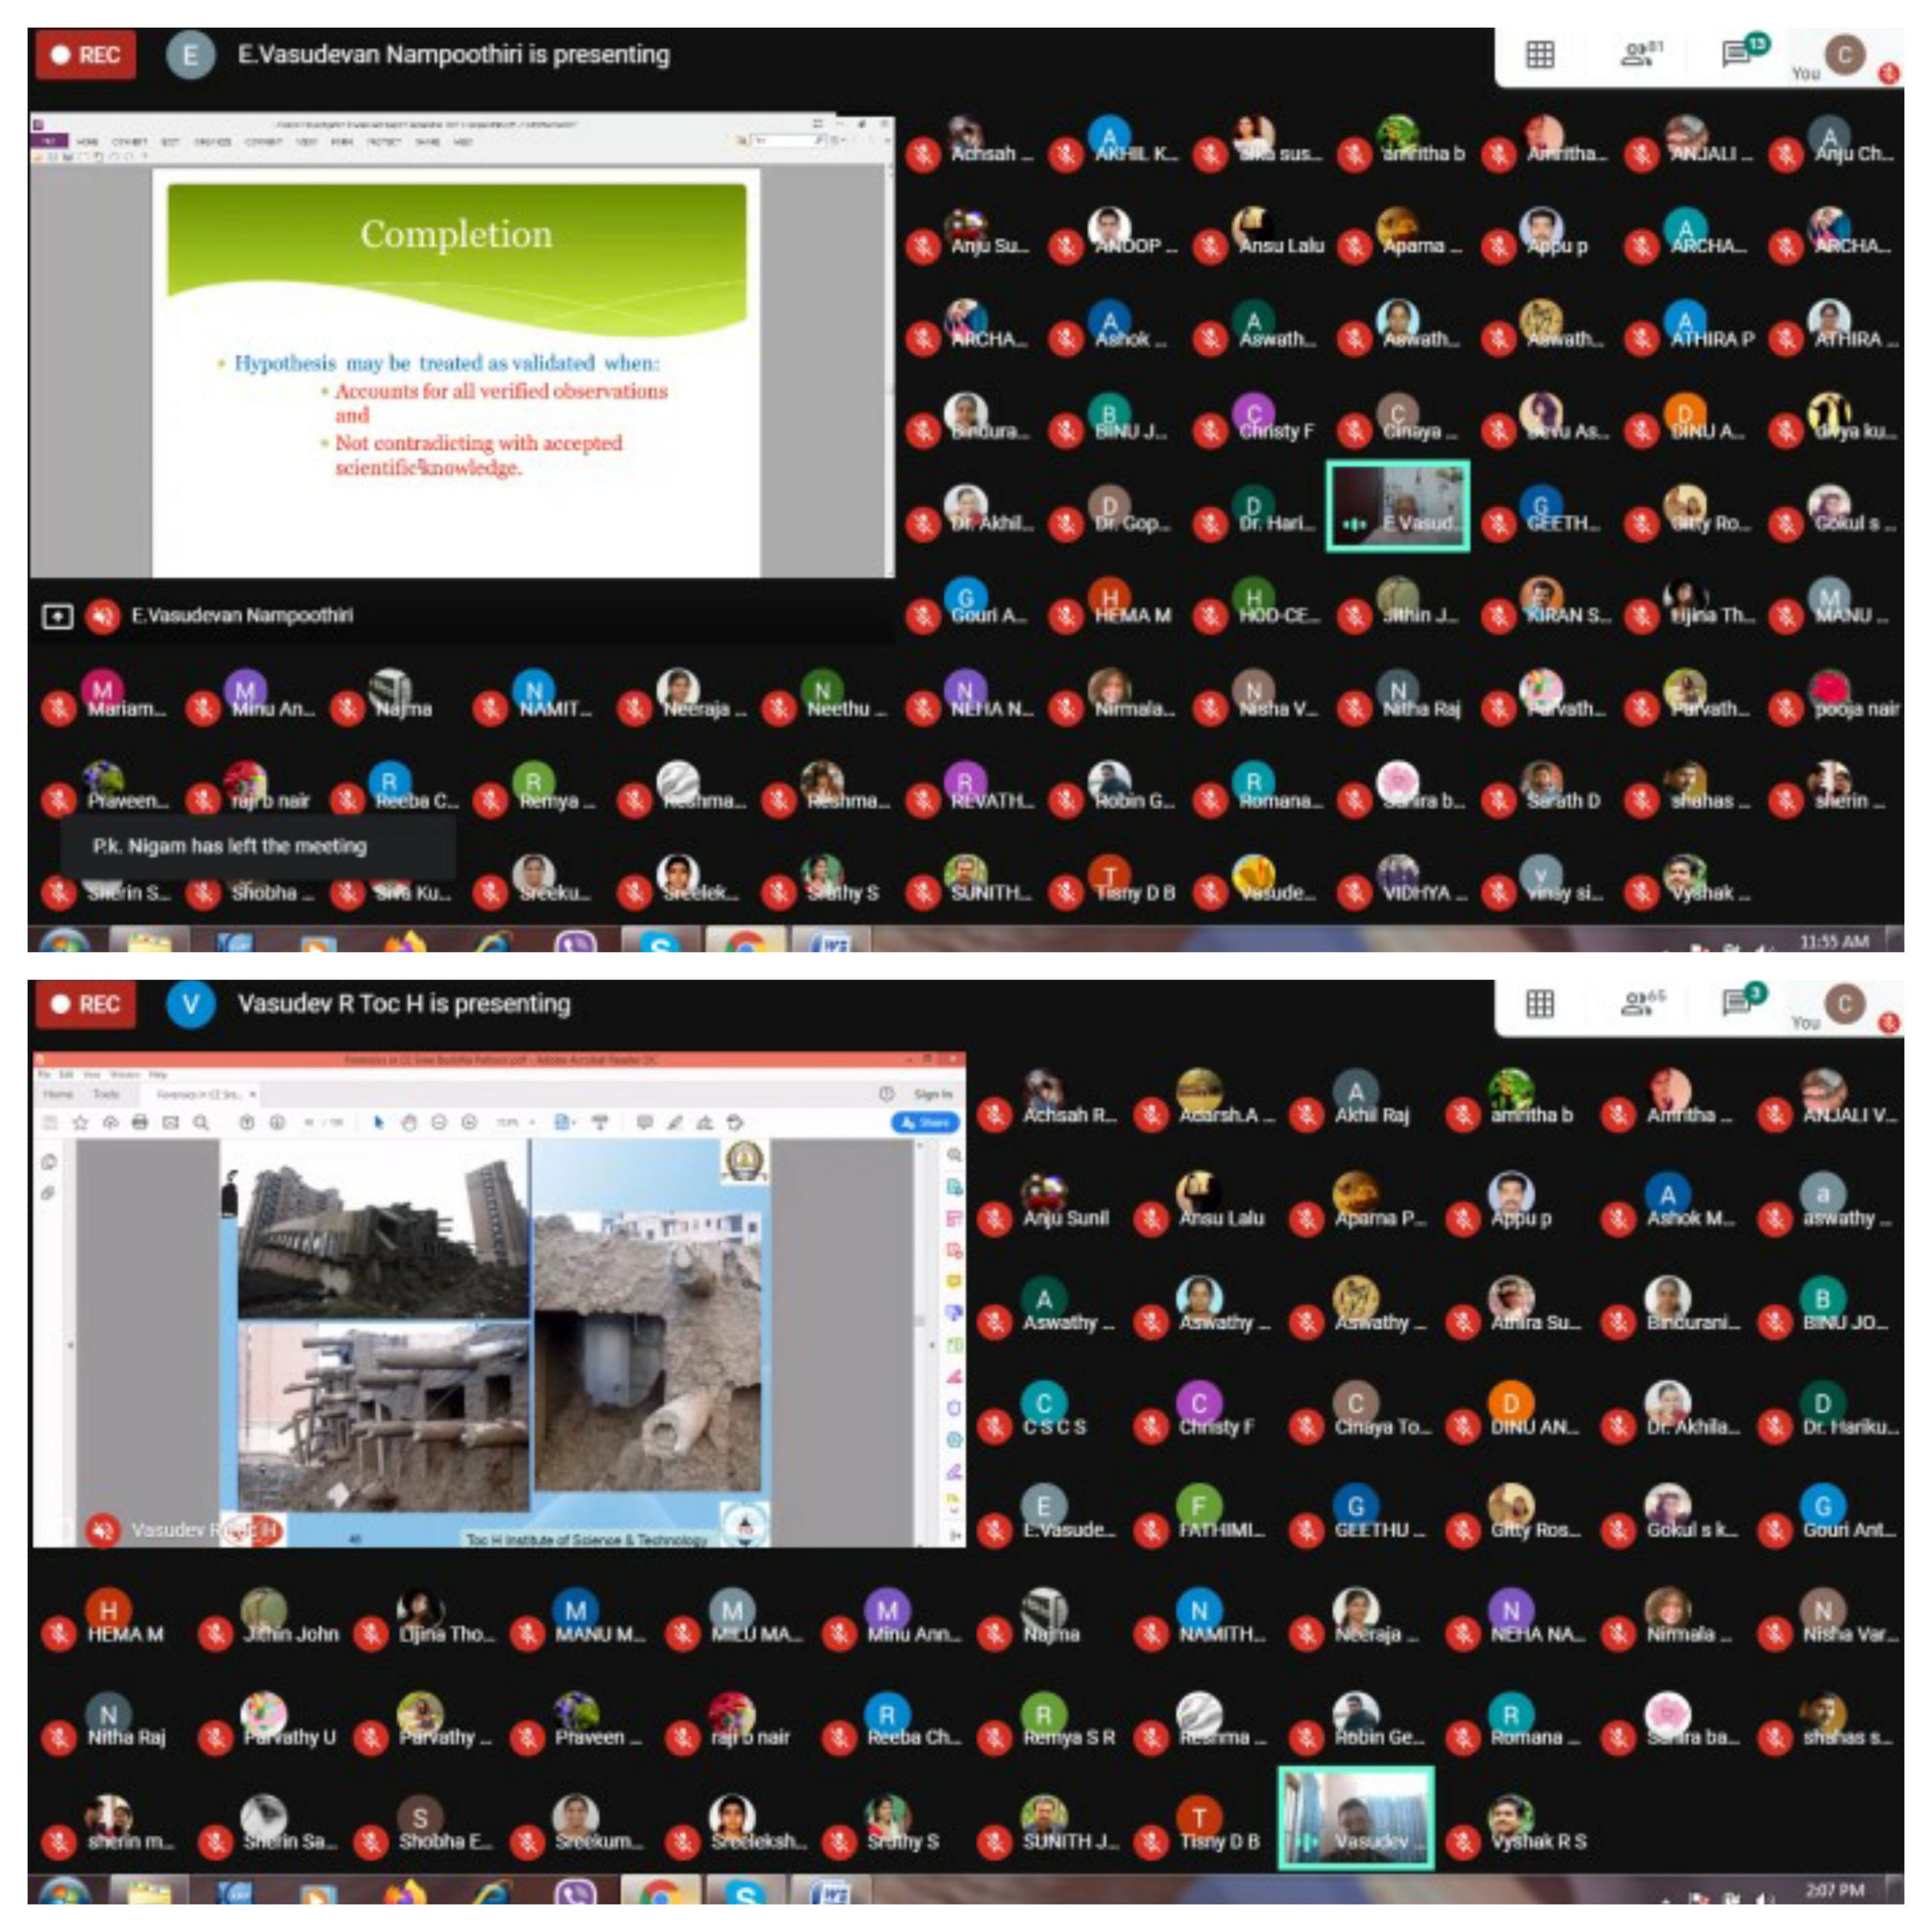 REC E E.Vasudevan Nampoothiri is presenting 81 13 You C
Completion
Hypothesis may be treated as validated when:
Accounts for all verified observations
and
Not contradicting with accepted
scientific knowledge.
E.Vasudevan Nampoothiri
Achsah ... AKHIL K... sus... amritha b Amritha... ANJALI ... Anju Ch...
Anju Su... ANOOP ... Ansu Lalu Aparna ... Appu p ARCHA... ARCHA...
ARCHA... Ashok ... Aswath... Aswath... Aswath... ATHIRA P ATHIRA ...
Bindura... BINU J... Christy F Cinaya ... Devu As... DINU A... divya ku...
Dr. Akhil... Dr. Gop... Dr. Hari... E.Vasud... GEETH... Gitty Ro... Gokul s ...
Gouri A... HEMA M HOD-CE... Jithin J... KIRAN S... Lijina Th... MANU ...
Mariam... Minu An... Najma NAMIT... Neeraja ... Neethu ... NEHA N... Nirmala... Nisha V... Nitha Raj Parvath... Parvath... pooja nair
Praveen... raji b nair Reeba C... Remya ... Reshma... Reshma... REVATH... Robin G... Romana... b... Sarath D shahas ... sherin ...
P.k. Nigam has left the meeting
Sherin S... Shobha ... Siva Ku... Sreeku... Sreelek... Sruthy S SUNITH... Tisny D B Vasude... VIDHYA ... vinay si... Vyshak ...
11:55 AM
REC V Vasudev R Toc H is presenting 65 3 You C
Home Tools Sign In
Share
Vasudev R Toc H
Toc H Institute of Science & Technology
Achsah R... Adarsh.A ... Akhil Raj amritha b Amritha ... ANJALI V...
Anju Sunil Ansu Lalu Aparna P... Appu p Ashok M... aswathy ...
Aswathy ... Aswathy ... Aswathy ... Athira Su... Bindurani... BINU JO...
C S C S Christy F Cinaya To... DINU AN... Dr. Akhila... Dr. Hariku...
E.Vasude... FATHIMI... GEETHU ... Gitty Ros... Gokul s k... Gouri Ant...
HEMA M Jithin John Lijina Tho... MANU M... MILU MA... Minu Ann... Najma NAMITH... Neeraja ... NEHA NA... Nirmala ... Nisha Var...
Nitha Raj Parvathy U Parvathy ... Praveen ... raji b nair Reeba Ch... Remya S R Reshma ... Robin Ge... Romana ... ba... shahas s...
sherin m... Sherin Sa... Shobha E... Sreekum... Sreeleksh... Sruthy S SUNITH J... Tisny D B Vasudev ... Vyshak R S
2:07 PM